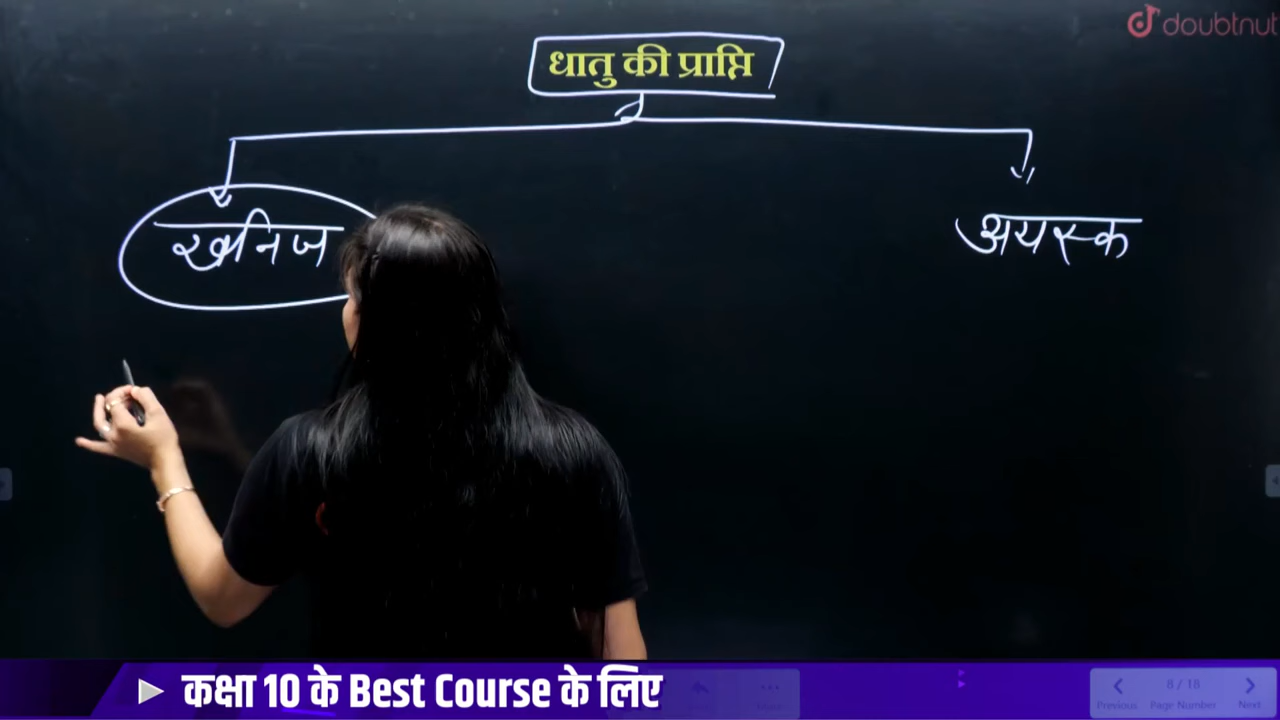 doubtnut
धातु की प्राप्ति
खनिज
अयस्क
कक्षा 10 के Best Course के लिए
8 / 18
Previous
Page Number
Next